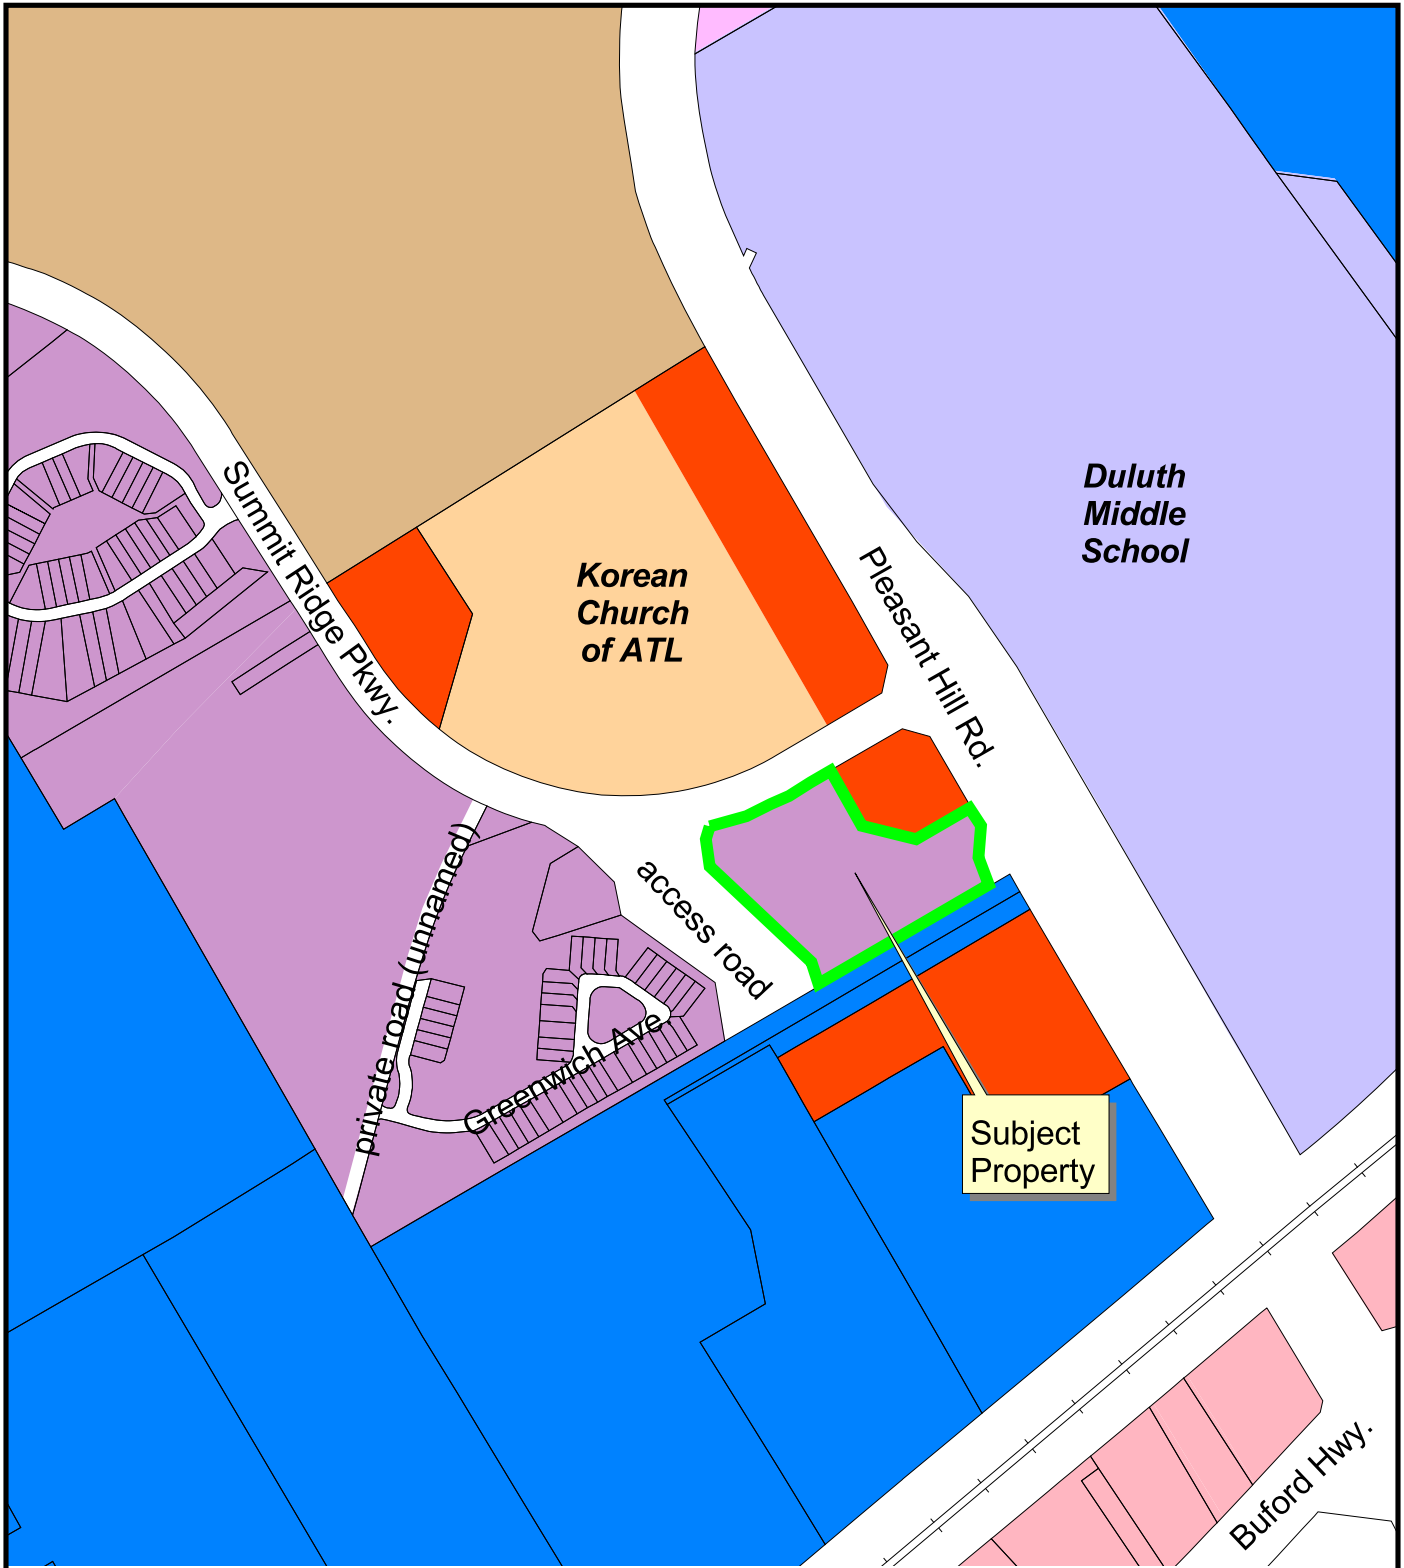 Duluth
Middle
School
Summit Ridge Pkwy.
Korean
Church
of ATL
Pleasant Hill Rd.
private road (unnamed)
access road
Greenwich Ave.
Subject
Property
Buford Hwy.